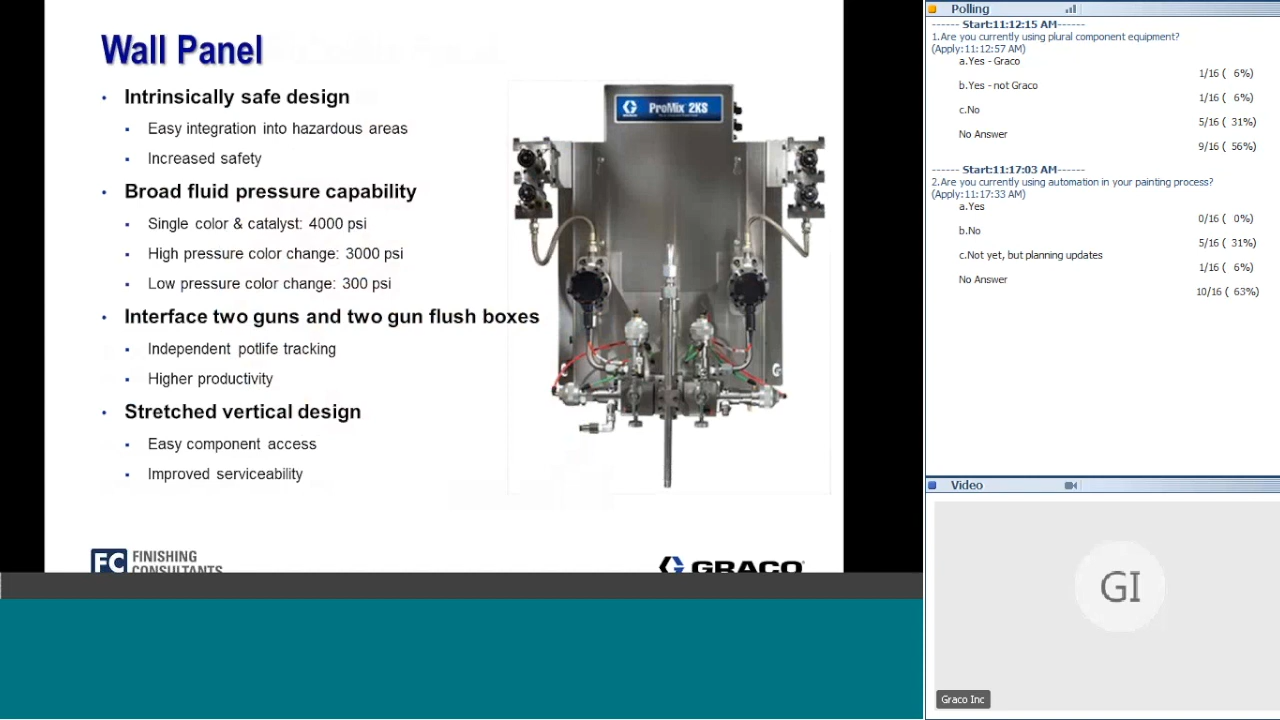 Wall Panel
Intrinsically safe design
Easy integration into hazardous areas
Increased safety
Broad fluid pressure capability
Single color & catalyst: 4000 psi
High pressure color change: 3000 psi
Low pressure color change: 300 psi
Interface two guns and two gun flush boxes
Independent potlife tracking
Higher productivity
Stretched vertical design
Easy component access
Improved serviceability
ProMix 2KS
FC FINISHING
CONSULTANTS
GRACO
Polling
------ Start:11:12:15 AM------
1.Are you currently using plural component equipment?
(Apply:11:12:57 AM)
a.Yes - Graco
1/16 ( 6%)
b.Yes - not Graco
1/16 ( 6%)
c.No
5/16 ( 31%)
No Answer
9/16 ( 56%)
------ Start:11:17:03 AM------
2.Are you currently using automation in your painting process?
(Apply:11:17:33 AM)
a.Yes
0/16 ( 0%)
b.No
5/16 ( 31%)
c.Not yet, but planning updates
1/16 ( 6%)
No Answer
10/16 ( 63%)
Video
GI
Graco Inc